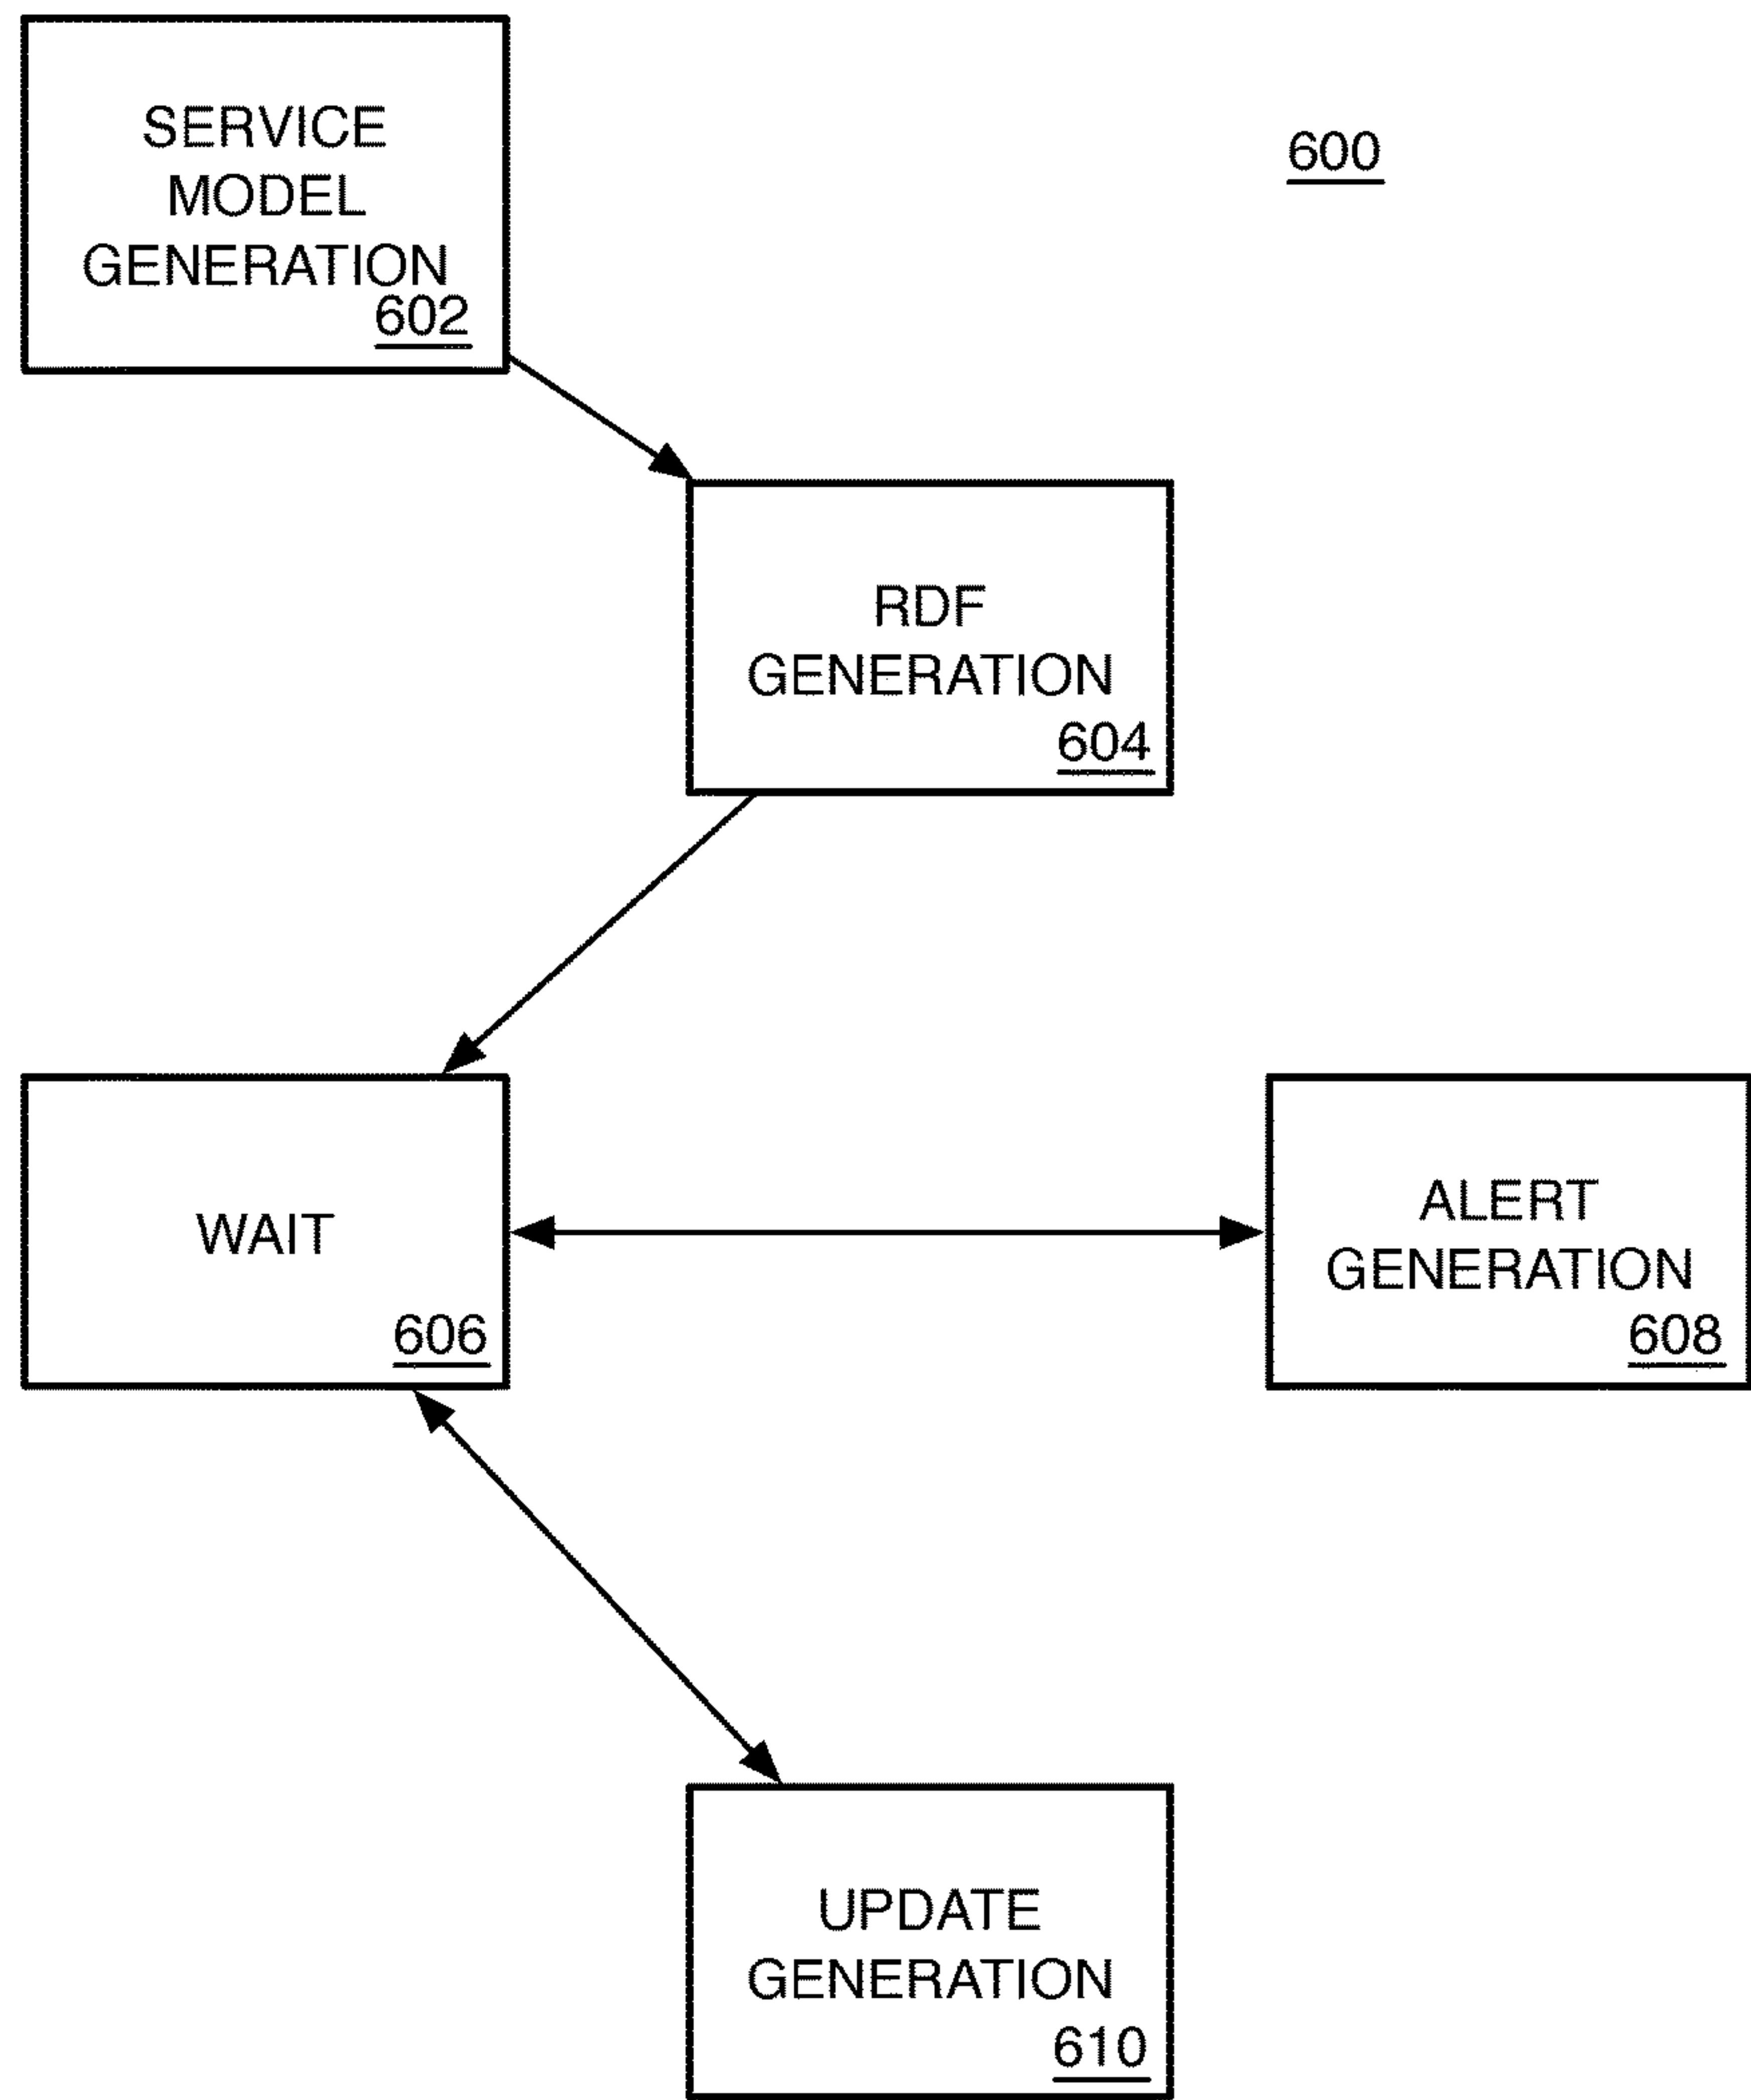 SERVICE
MODEL
GENERATION
602
600
RDF
GENERATION
604
WAIT
606
ALERT
GENERATION
608
UPDATE
GENERATION
610